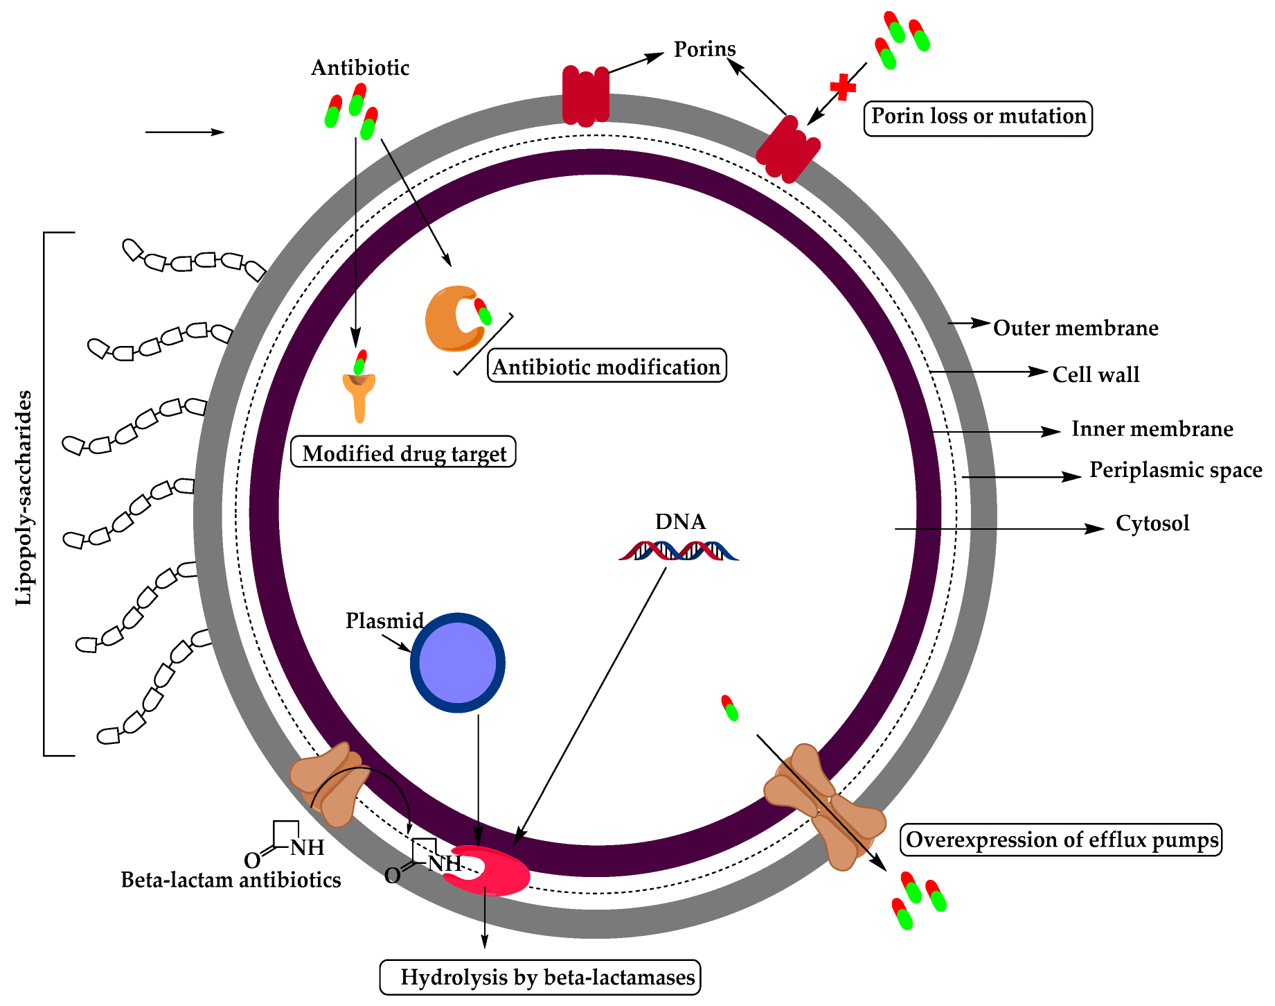 Porins
Antibiotic
Porin loss or mutation
Outer membrane
Cell wall
Antibiotic modification
Lipopoly-saccharides
Inner membrane
Modified drug target
Periplasmic space
DNA
Cytosol
Plasmid
Overexpression of efflux pumps
NH
O
NH
O
Beta-lactam antibiotics
Hydrolysis by beta-lactamases